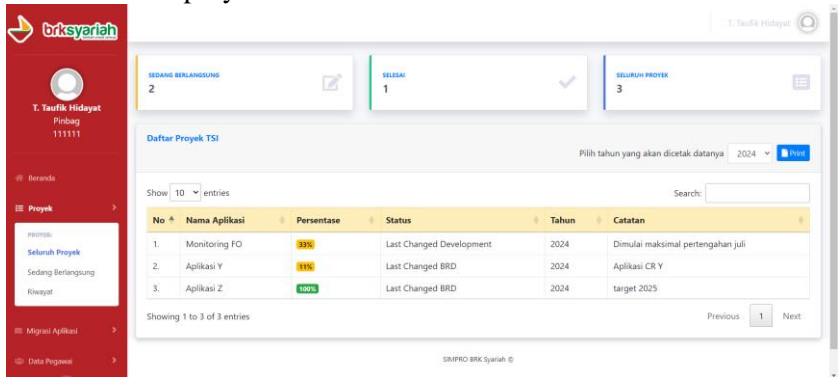 brksyariah
T. Taufik Hidayat
T. Taufik Hidayat
Pinbag
111111
Beranda
Proyek
PROYEK:
Seluruh Proyek
Sedang Berlangsung
Riwayat
Migrasi Aplikasi
Data Pegawai
SEDANG BERLANGSUNG
2
SELESAI
1
SELURUH PROYEK
3
Daftar Proyek TSI
Pilih tahun yang akan dicetak datanya 2024 Print
Show 10 entries Search:
No Nama Aplikasi Persentase Status Tahun Catatan
1. Monitoring FO 33% Last Changed Development 2024 Dimulai maksimal pertengahan juli
2. Aplikasi Y 11% Last Changed BRD 2024 Aplikasi CR Y
3. Aplikasi Z 100% Last Changed BRD 2024 target 2025
Showing 1 to 3 of 3 entries Previous 1 Next
SIMPRO BRK Syariah ©